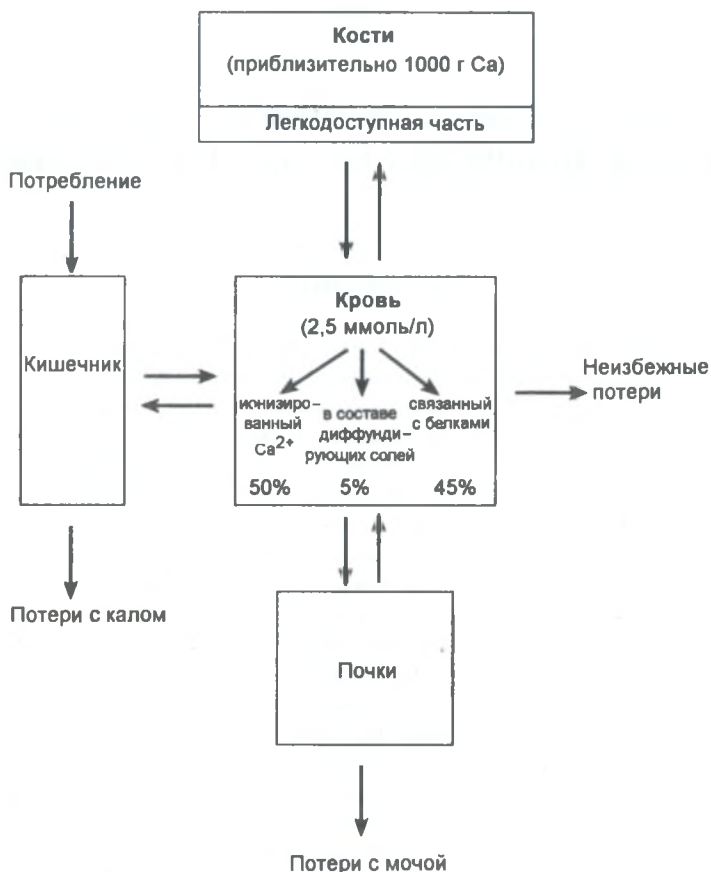 Кости
(приблизительно 1000 г Са)
Легкодоступная часть
Потребление
Кишечник
Кровь
(2,5 ммоль/л)
ионизиро–
ванный
Ca²⁺
в составе
диффунди–
рующих солей
связанный
с белками
50%
5%
45%
Неизбежные
потери
Потери с калом
Почки
Потери с мочой